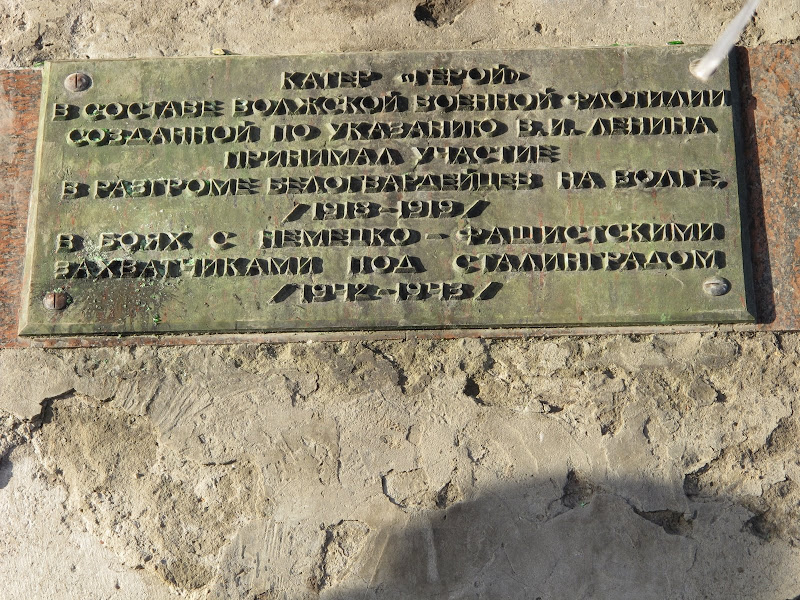 КАТЕР "ГЕРОЙ"
В СОСТАВЕ ВОЛЖСКОЙ ВОЕННОЙ ФЛОТИЛИИ
СОЗДАННОЙ ПО УКАЗАНИЮ В.И. ЛЕНИНА
ПРИНИМАЛ УЧАСТИЕ
В РАЗГРОМЕ БЕЛОГВАРДЕЙЦЕВ НА ВОЛГЕ,
/1918-1919/
В БОЯХ С НЕМЕЦКО-ФАШИСТСКИМИ
ЗАХВАТЧИКАМИ ПОД СТАЛИНГРАДОМ
/1942-1943/